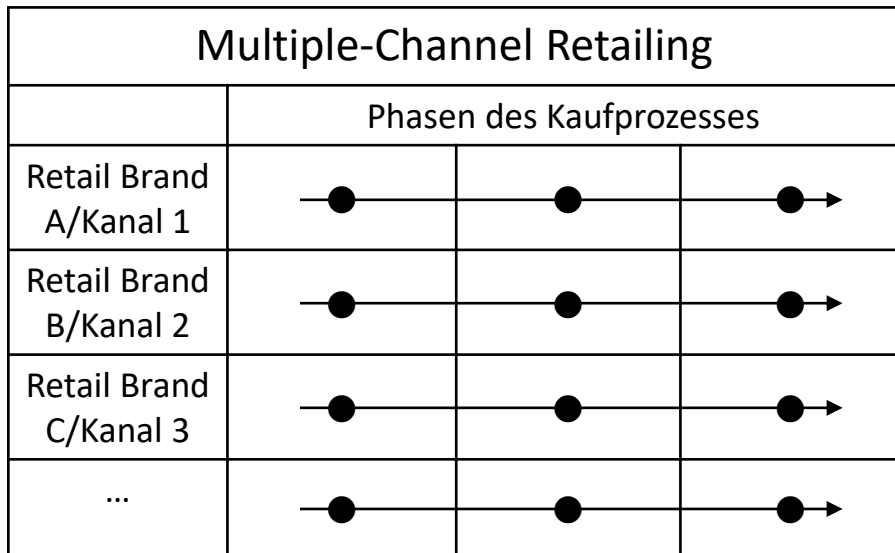 Multiple-Channel Retailing
Phasen des Kaufprozesses
Retail Brand
A/Kanal 1
Retail Brand
B/Kanal 2
Retail Brand
C/Kanal 3
...